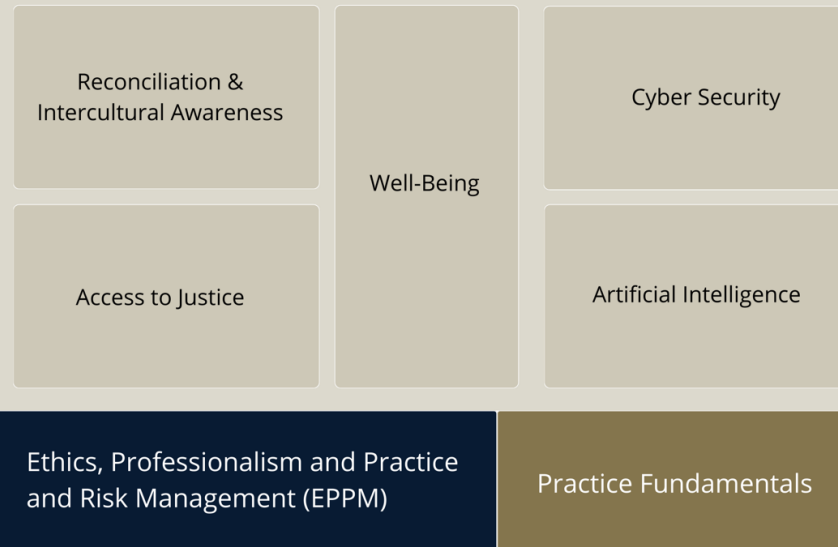 Reconciliation &
Intercultural Awareness
Well-Being
Cyber Security
Access to Justice
Artificial Intelligence
Ethics, Professionalism and Practice
and Risk Management (EPPM)
Practice Fundamentals